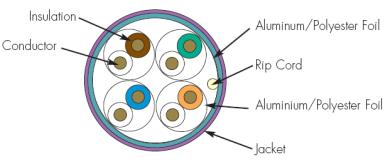 Insulation
Aluminum/Polyester Foil
Conductor
Rip Cord
Aluminium/Polyester Foil
Jacket